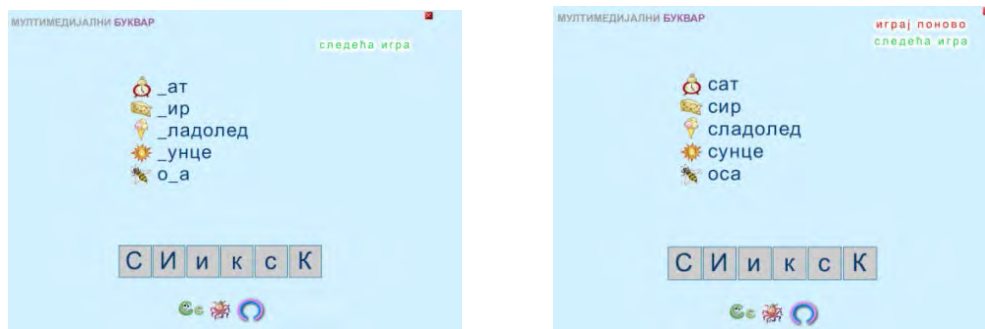 МУЛТИМЕДИЈАЛНИ БУКВАР
следећа игра
_ат
_ир
_ладолед
_унце
о_а
С И и к с К
МУЛТИМЕДИЈАЛНИ БУКВАР
играј поново
следећа игра
сат
сир
сладолед
сунце
оса
С И и к с К